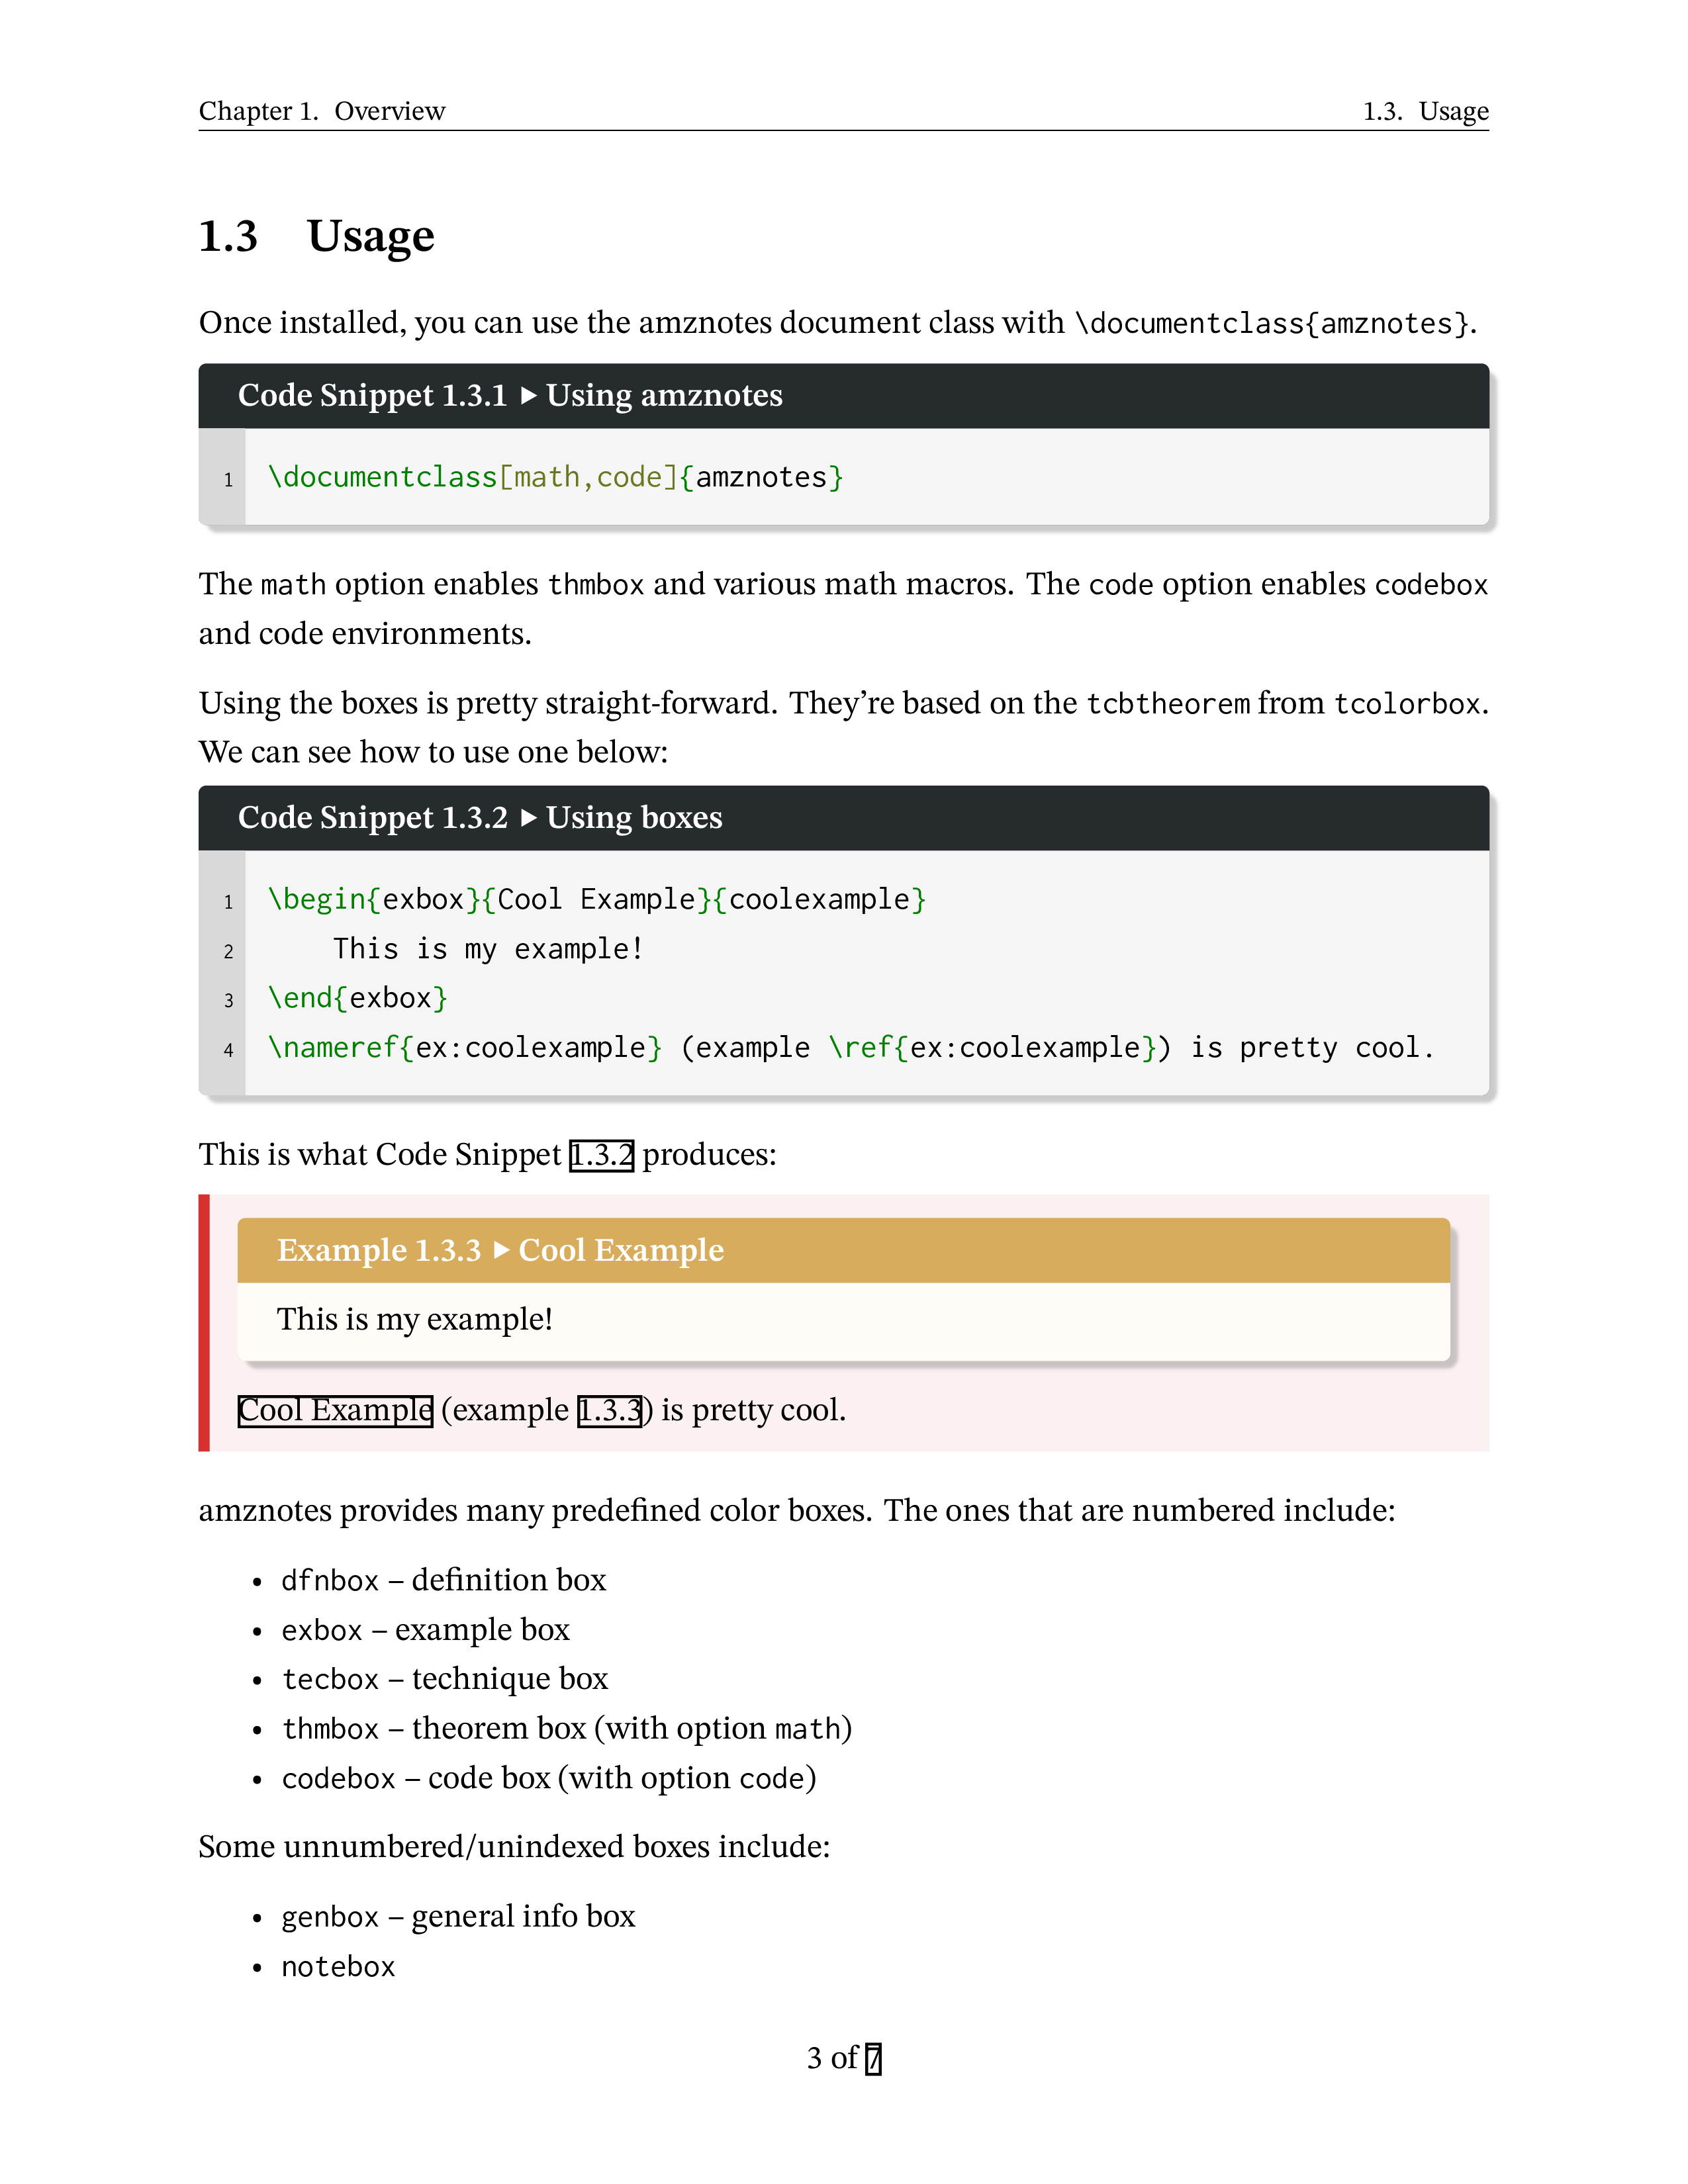 Chapter 1. Overview 1.3. Usage
1.3 Usage
Once installed, you can use the amznotes document class with \documentclass{amznotes}.
Code Snippet 1.3.1 ▶ Using amznotes
1 \documentclass[math,code]{amznotes}
The math option enables thmbox and various math macros. The code option enables codebox
and code environments.
Using the boxes is pretty straight-forward. They’re based on the tcbtheorem from tcolorbox.
We can see how to use one below:
Code Snippet 1.3.2 ▶ Using boxes
1 \begin{exbox}{Cool Example}{coolexample}
2     This is my example!
3 \end{exbox}
4 \nameref{ex:coolexample} (example \ref{ex:coolexample}) is pretty cool.
This is what Code Snippet 1.3.2 produces:
Example 1.3.3 ▶ Cool Example
This is my example!
Cool Example (example 1.3.3) is pretty cool.
amznotes provides many predefined color boxes. The ones that are numbered include:
• dfnbox – definition box
• exbox – example box
• tecbox – technique box
• thmbox – theorem box (with option math)
• codebox – code box (with option code)
Some unnumbered/unindexed boxes include:
• genbox – general info box
• notebox
3 of 7